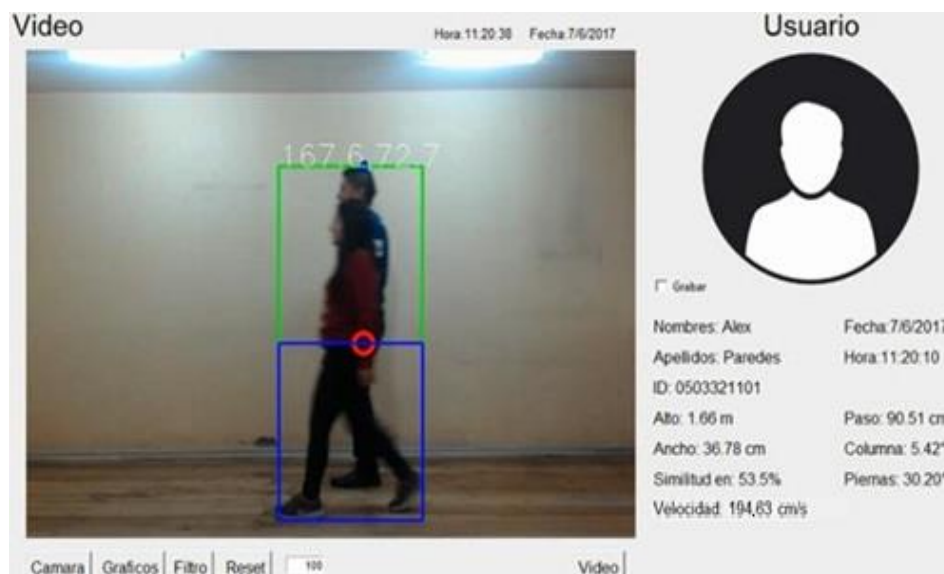 Video
Hora:11:20 38 Fecha:7/6/2017
Usuario
167.6 72.7
Grabar
Nombres: Alex Fecha:7/6/2017
Apellidos: Paredes Hora:11:20:10
ID: 0503321101
Alto: 1.66 m Paso: 90.51 cm
Ancho: 36.78 cm Columna: 5.42°
Similitud en: 53.5% Piernas: 30.20°
Velocidad: 194,63 cm/s
Camara Graficos Filtro Reset 100 Video